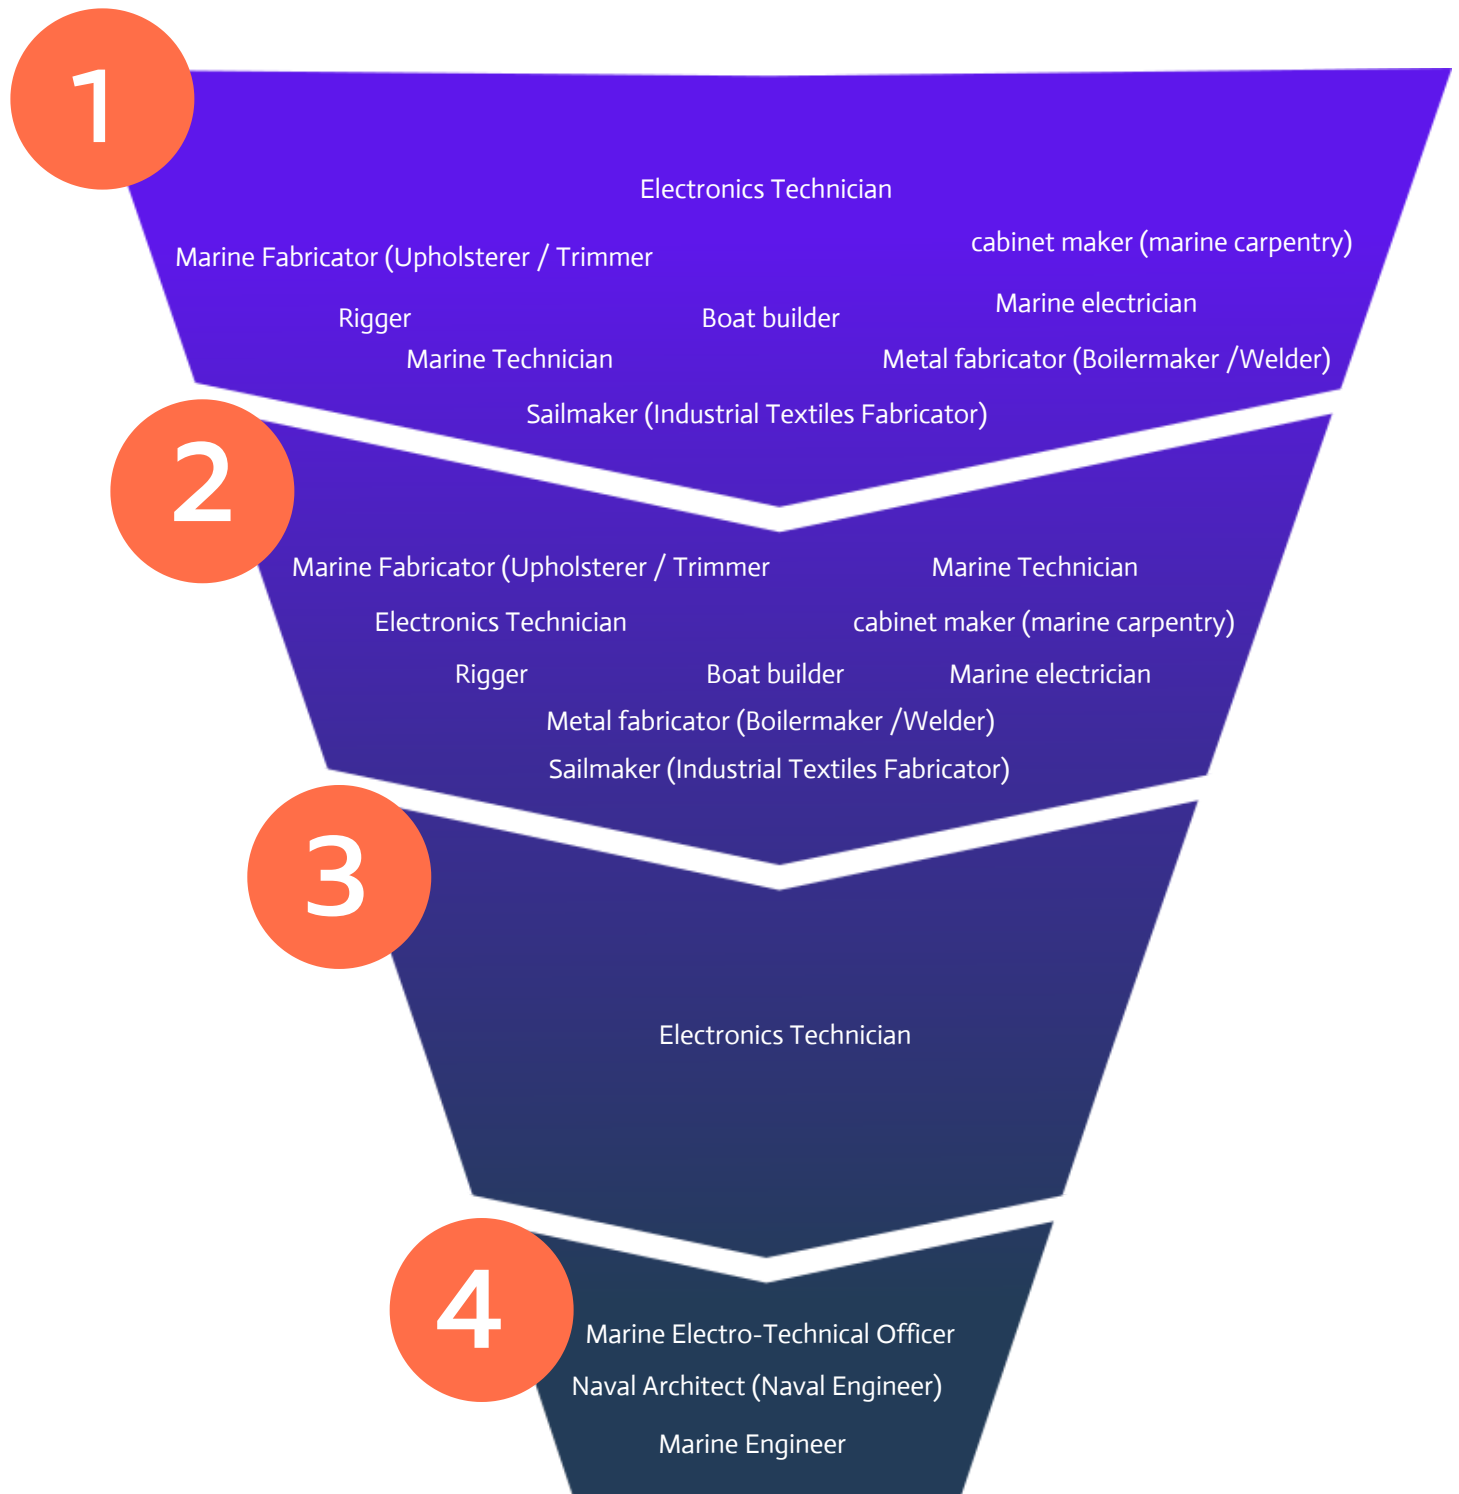 1
Electronics Technician
cabinet maker (marine carpentry)
Marine Fabricator (Upholsterer / Trimmer
Marine electrician
Rigger
Boat builder
Marine Technician
Metal fabricator (Boilermaker /Welder)
Sailmaker (Industrial Textiles Fabricator)
2
Marine Fabricator (Upholsterer / Trimmer
Marine Technician
Electronics Technician
cabinet maker (marine carpentry)
Rigger
Boat builder
Marine electrician
Metal fabricator (Boilermaker /Welder)
Sailmaker (Industrial Textiles Fabricator)
3
Electronics Technician
4
Marine Electro-Technical Officer
Naval Architect (Naval Engineer)
Marine Engineer